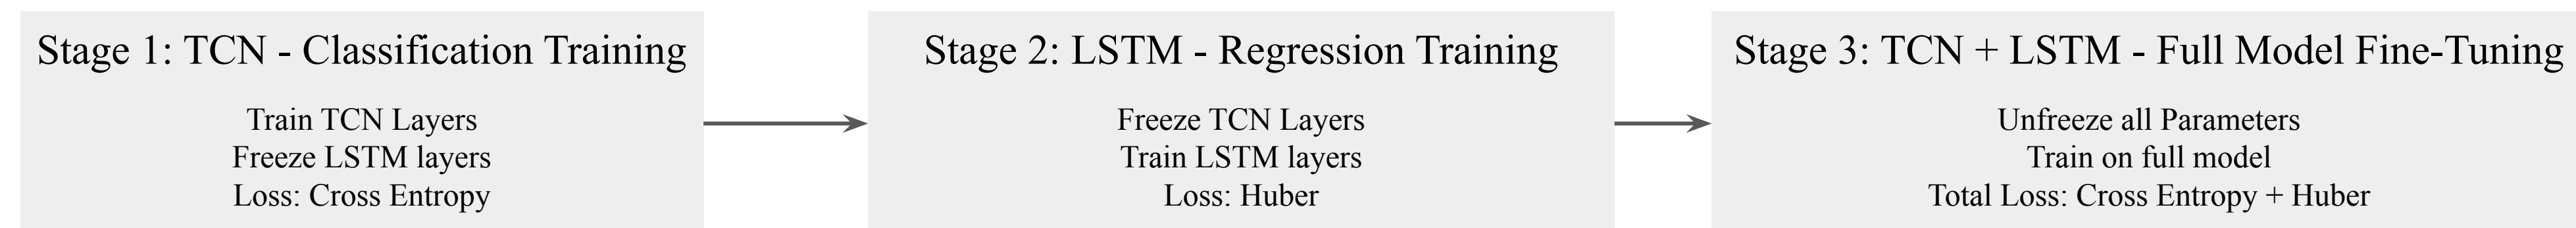 Stage 1: TCN - Classification Training
Train TCN Layers
Freeze LSTM layers
Loss: Cross Entropy
Stage 2: LSTM - Regression Training
Freeze TCN Layers
Train LSTM layers
Loss: Huber
Stage 3: TCN + LSTM - Full Model Fine-Tuning
Unfreeze all Parameters
Train on full model
Total Loss: Cross Entropy + Huber